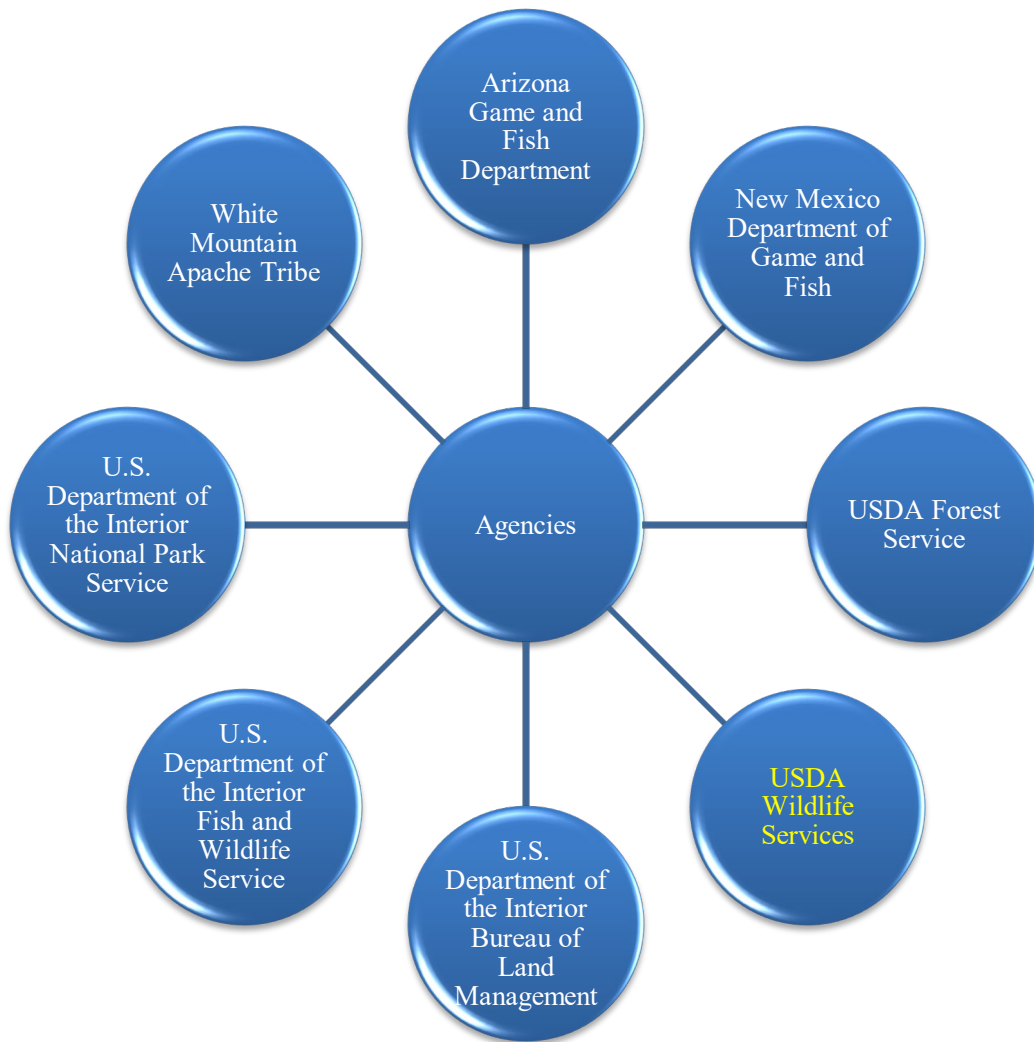 Arizona
Game and
Fish
Department
New Mexico
Department of
Game and
Fish
USDA Forest
Service
USDA
Wildlife
Services
U.S.
Department of
the Interior
Bureau of
Land
Management
U.S.
Department of
the Interior
Fish and
Wildlife
Service
U.S.
Department of
the Interior
National Park
Service
White
Mountain
Apache Tribe
Agencies